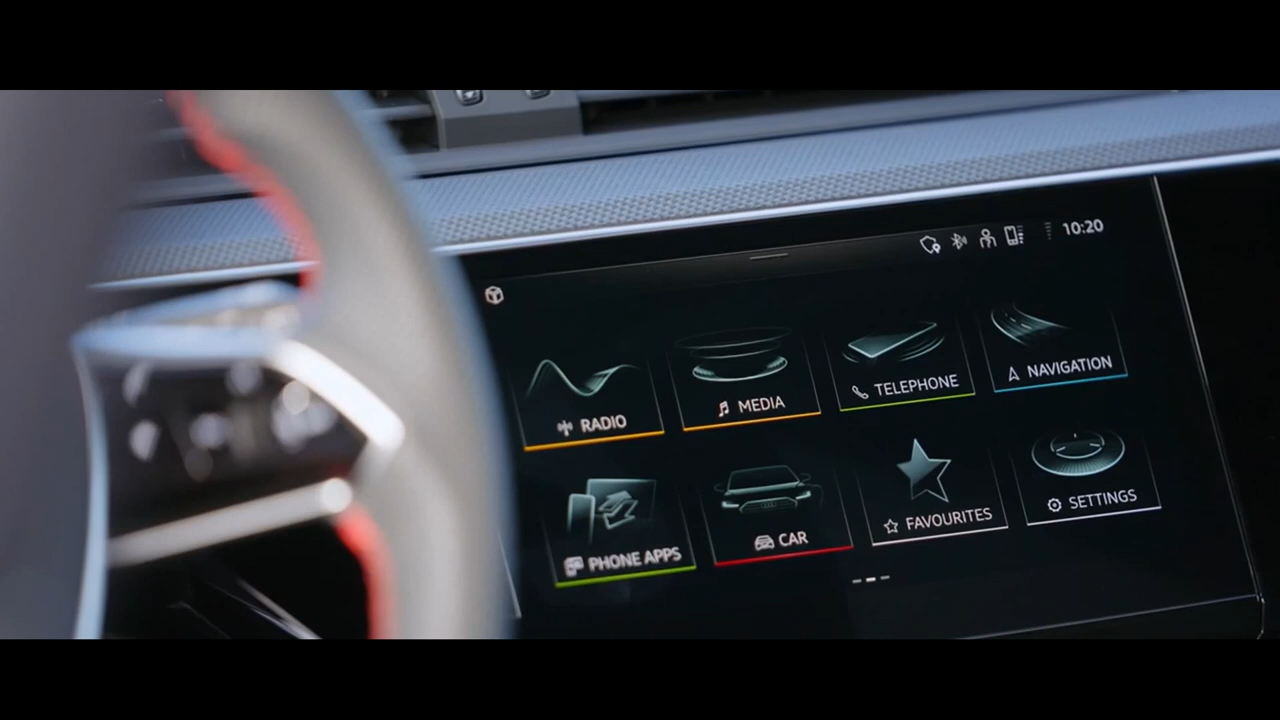 10:20
RADIO
MEDIA
TELEPHONE
NAVIGATION
PHONE APPS
CAR
FAVOURITES
SETTINGS